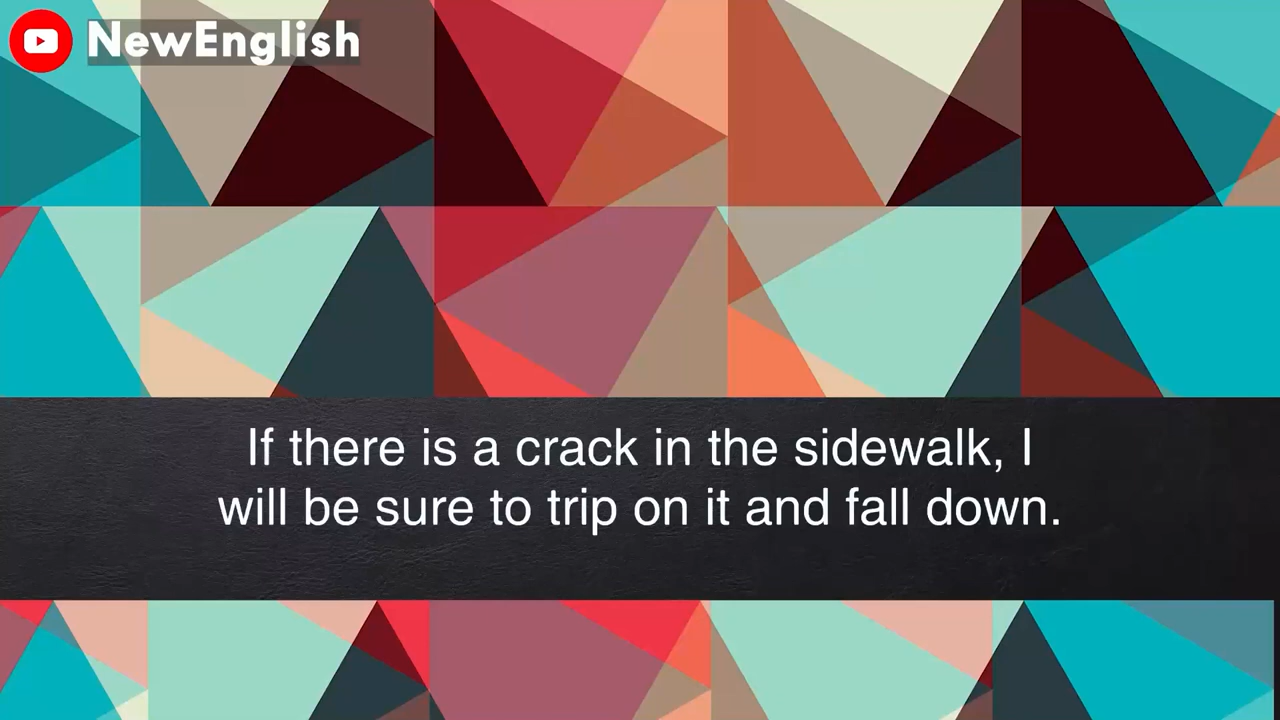 NewEnglish
If there is a crack in the sidewalk, I
will be sure to trip on it and fall down.